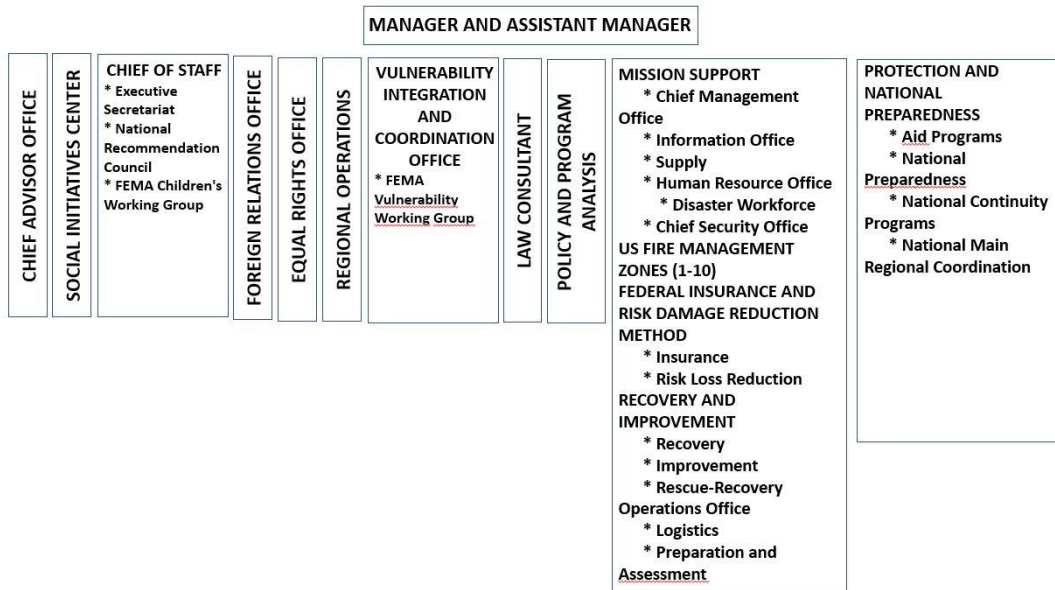 MANAGER AND ASSISTANT MANAGER
CHIEF ADVISOR OFFICE
SOCIAL INITIATIVES CENTER
CHIEF OF STAFF
* Executive
Secretariat
* National
Recommendation
Council
* FEMA Children's
Working Group
FOREIGN RELATIONS OFFICE
EQUAL RIGHTS OFFICE
REGIONAL OPERATIONS
VULNERABILITY
INTEGRATION
AND
COORDINATION
OFFICE
* FEMA
Vulnerability
Working Group
LAW CONSULTANT
POLICY AND PROGRAM
ANALYSIS
MISSION SUPPORT
* Chief Management
Office
* Information Office
* Supply
* Human Resource Office
* Disaster Workforce
* Chief Security Office
US FIRE MANAGEMENT
ZONES (1-10)
FEDERAL INSURANCE AND
RISK DAMAGE REDUCTION
METHOD
* Insurance
* Risk Loss Reduction
RECOVERY AND
IMPROVEMENT
* Recovery
* Improvement
* Rescue-Recovery
Operations Office
* Logistics
* Preparation and
Assessment
PROTECTION AND
NATIONAL
PREPAREDNESS
* Aid Programs
* National
Preparedness
* National Continuity
Programs
* National Main
Regional Coordination